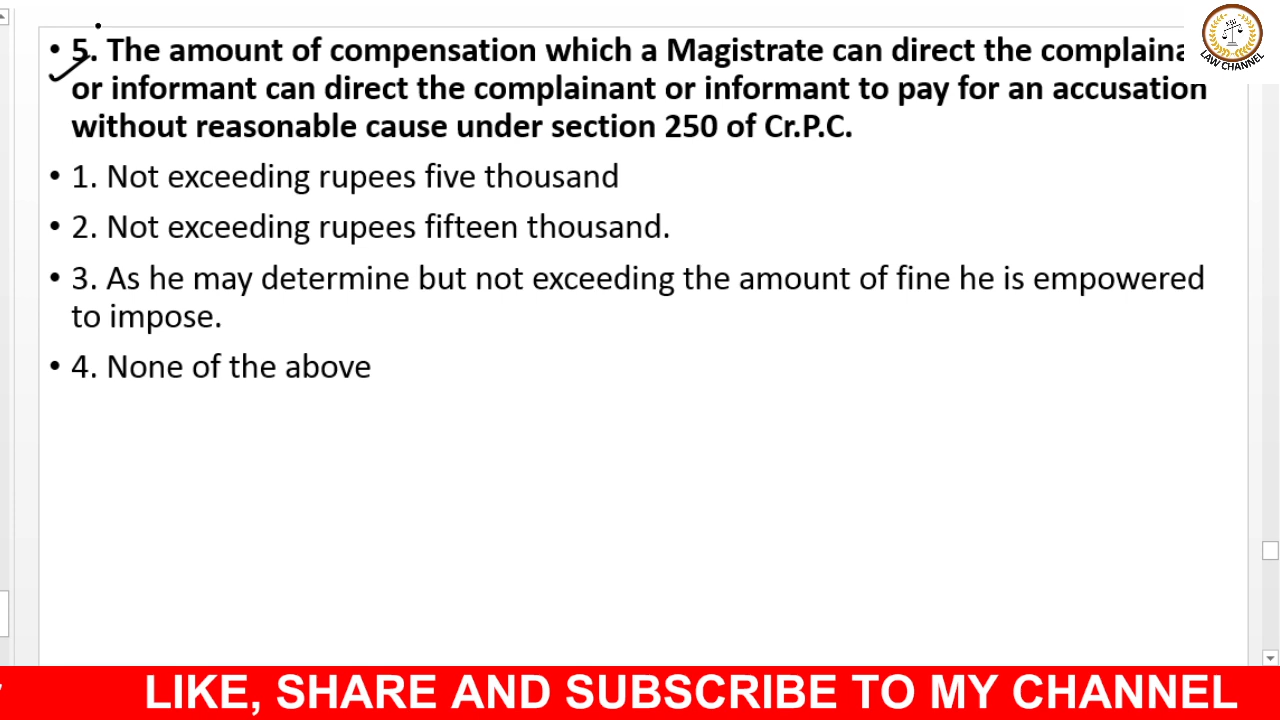 • 5. The amount of compensation which a Magistrate can direct the complaina
or informant can direct the complainant or informant to pay for an accusation
without reasonable cause under section 250 of Cr.P.C.
• 1. Not exceeding rupees five thousand
• 2. Not exceeding rupees fifteen thousand.
• 3. As he may determine but not exceeding the amount of fine he is empowered
to impose.
• 4. None of the above
LAW CHANNEL
LIKE, SHARE AND SUBSCRIBE TO MY CHANNEL